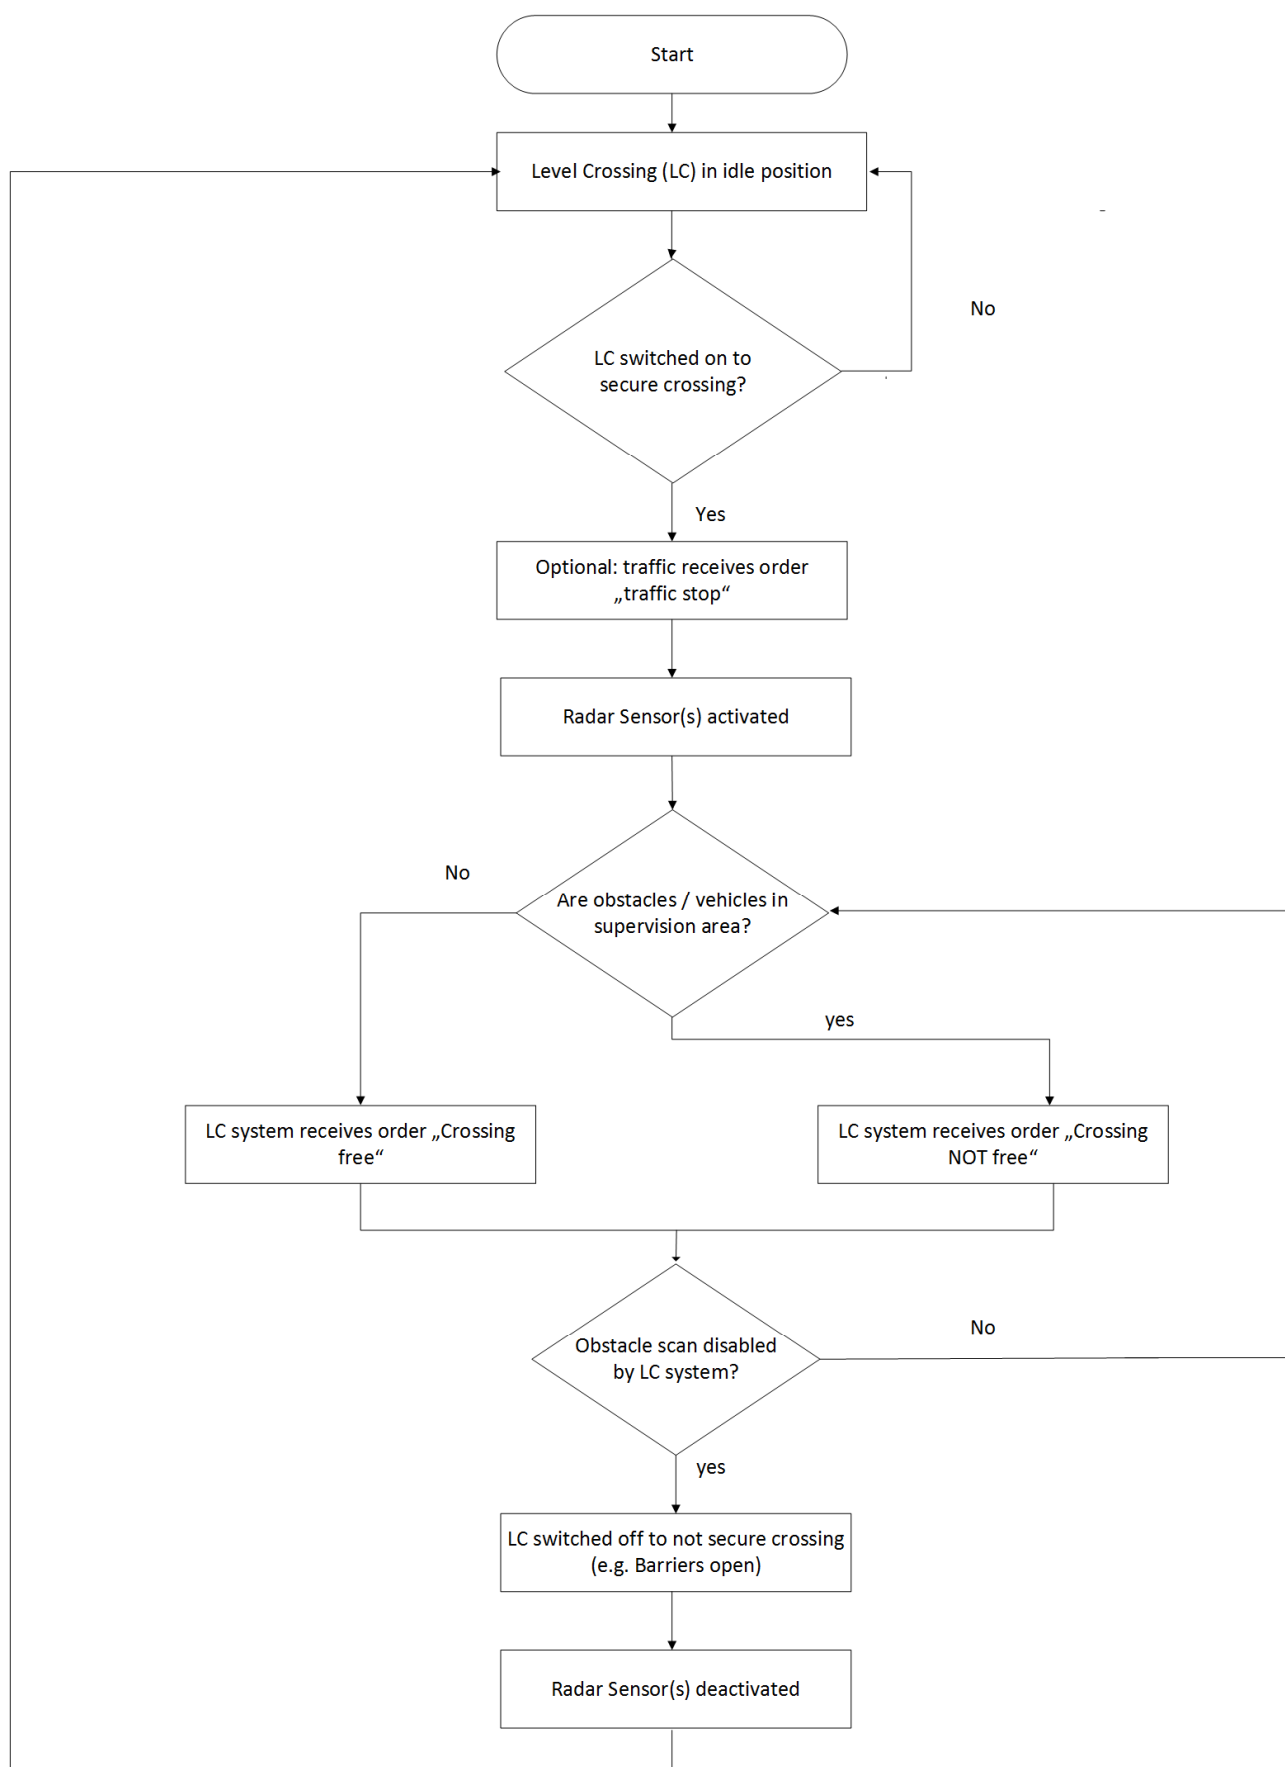 Start
Level Crossing (LC) in idle position
No
LC switched on to
secure crossing?
Yes
Optional: traffic receives order
„traffic stop“
Radar Sensor(s) activated
No
Are obstacles / vehicles in
supervision area?
yes
LC system receives order „Crossing
free“
LC system receives order „Crossing
NOT free“
No
Obstacle scan disabled
by LC system?
yes
LC switched off to not secure crossing
(e.g. Barriers open)
Radar Sensor(s) deactivated